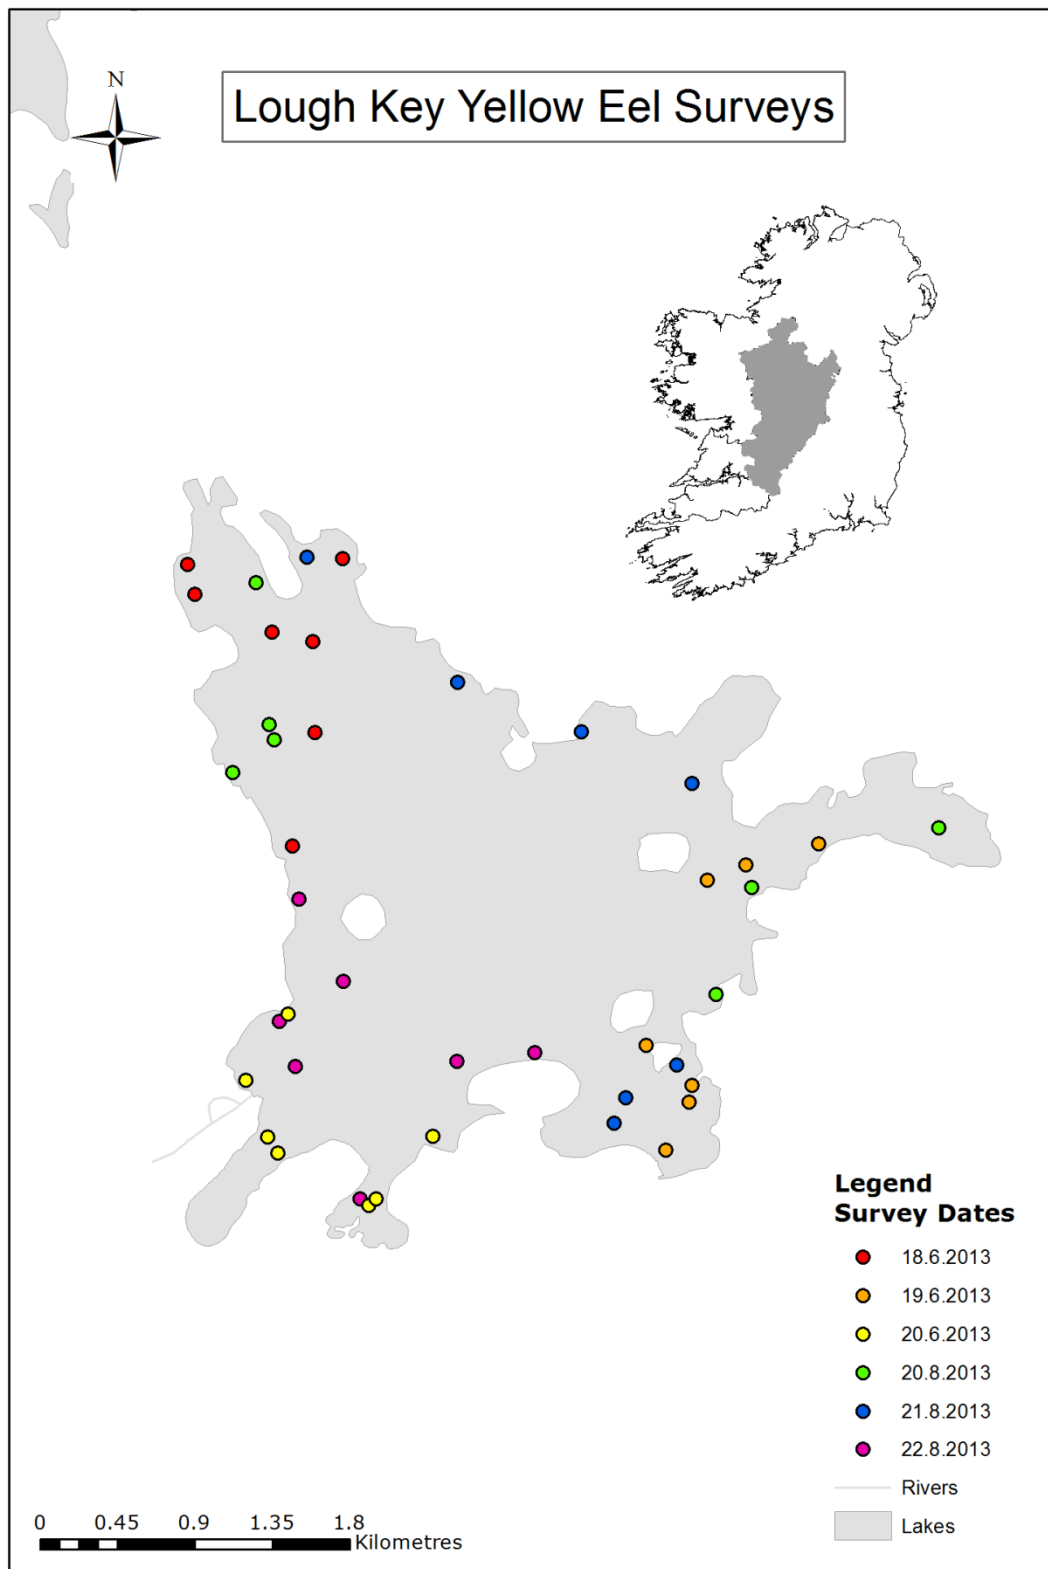 N
Lough Key Yellow Eel Surveys
Legend
Survey Dates
18.6.2013
19.6.2013
20.6.2013
20.8.2013
21.8.2013
22.8.2013
Rivers
Lakes
0 0.45 0.9 1.35 1.8
Kilometres